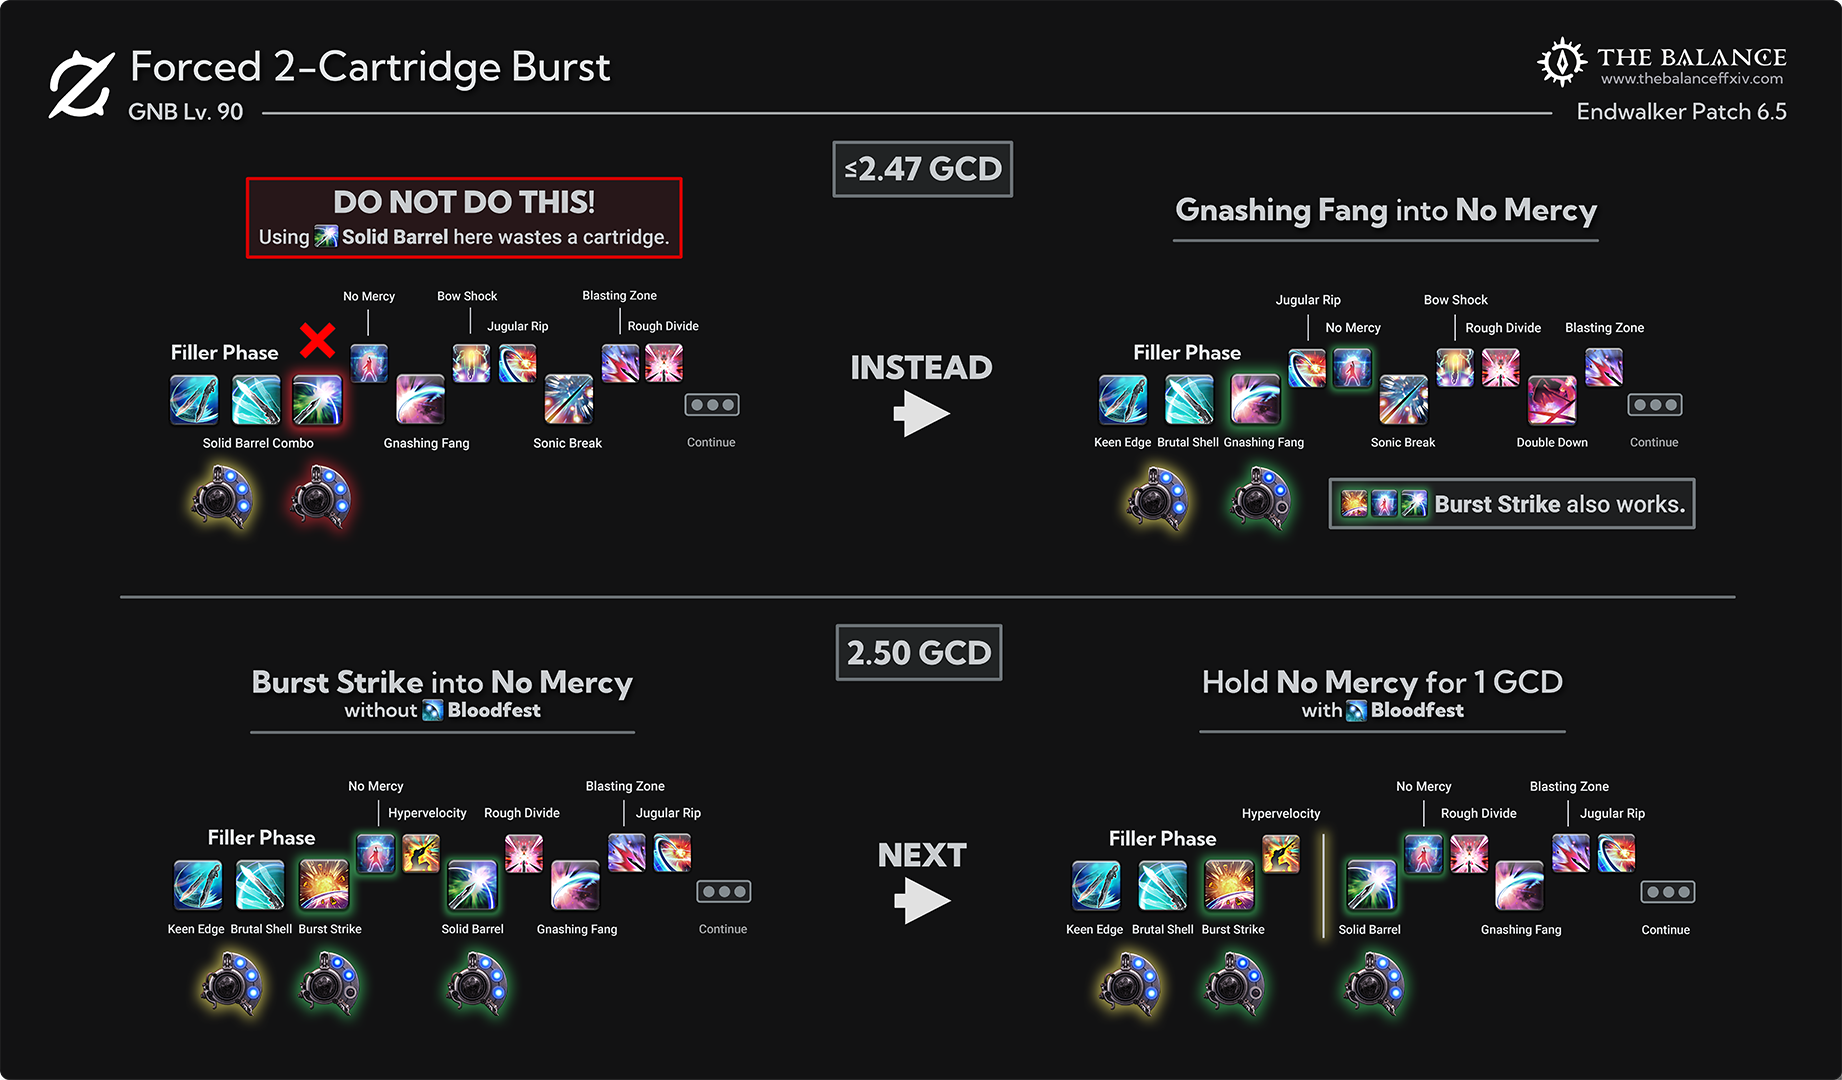 Forced 2-Cartridge Burst
GNB Lv. 90
THE BALANCE
www.thebalanceffxiv.com
Endwalker Patch 6.5
≤2.47 GCD
DO NOT DO THIS!
Using Solid Barrel here wastes a cartridge.
No Mercy
Bow Shock
Jugular Rip
Blasting Zone
Rough Divide
Filler Phase
Solid Barrel Combo
Gnashing Fang
Sonic Break
Continue
INSTEAD
Gnashing Fang into No Mercy
Jugular Rip
No Mercy
Bow Shock
Rough Divide
Blasting Zone
Filler Phase
Keen Edge
Brutal Shell
Gnashing Fang
Sonic Break
Double Down
Continue
Burst Strike also works.
2.50 GCD
Burst Strike into No Mercy
without Bloodfest
No Mercy
Hypervelocity
Rough Divide
Blasting Zone
Jugular Rip
Filler Phase
Keen Edge
Brutal Shell
Burst Strike
Solid Barrel
Gnashing Fang
Continue
NEXT
Hold No Mercy for 1 GCD
with Bloodfest
Hypervelocity
No Mercy
Rough Divide
Blasting Zone
Jugular Rip
Filler Phase
Keen Edge
Brutal Shell
Burst Strike
Solid Barrel
Gnashing Fang
Continue